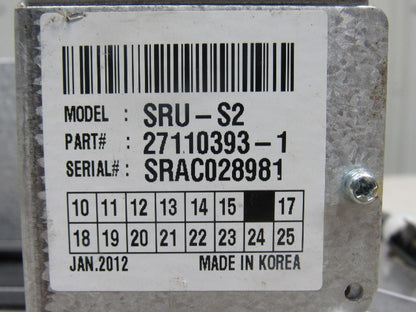 MODEL : SRU-S2
PART# : 27110393-1
SERIAL# : SRAC028981
10 11 12 13 14 15 17
18 19 20 21 22 23 24 25
JAN.2012 MADE IN KOREA